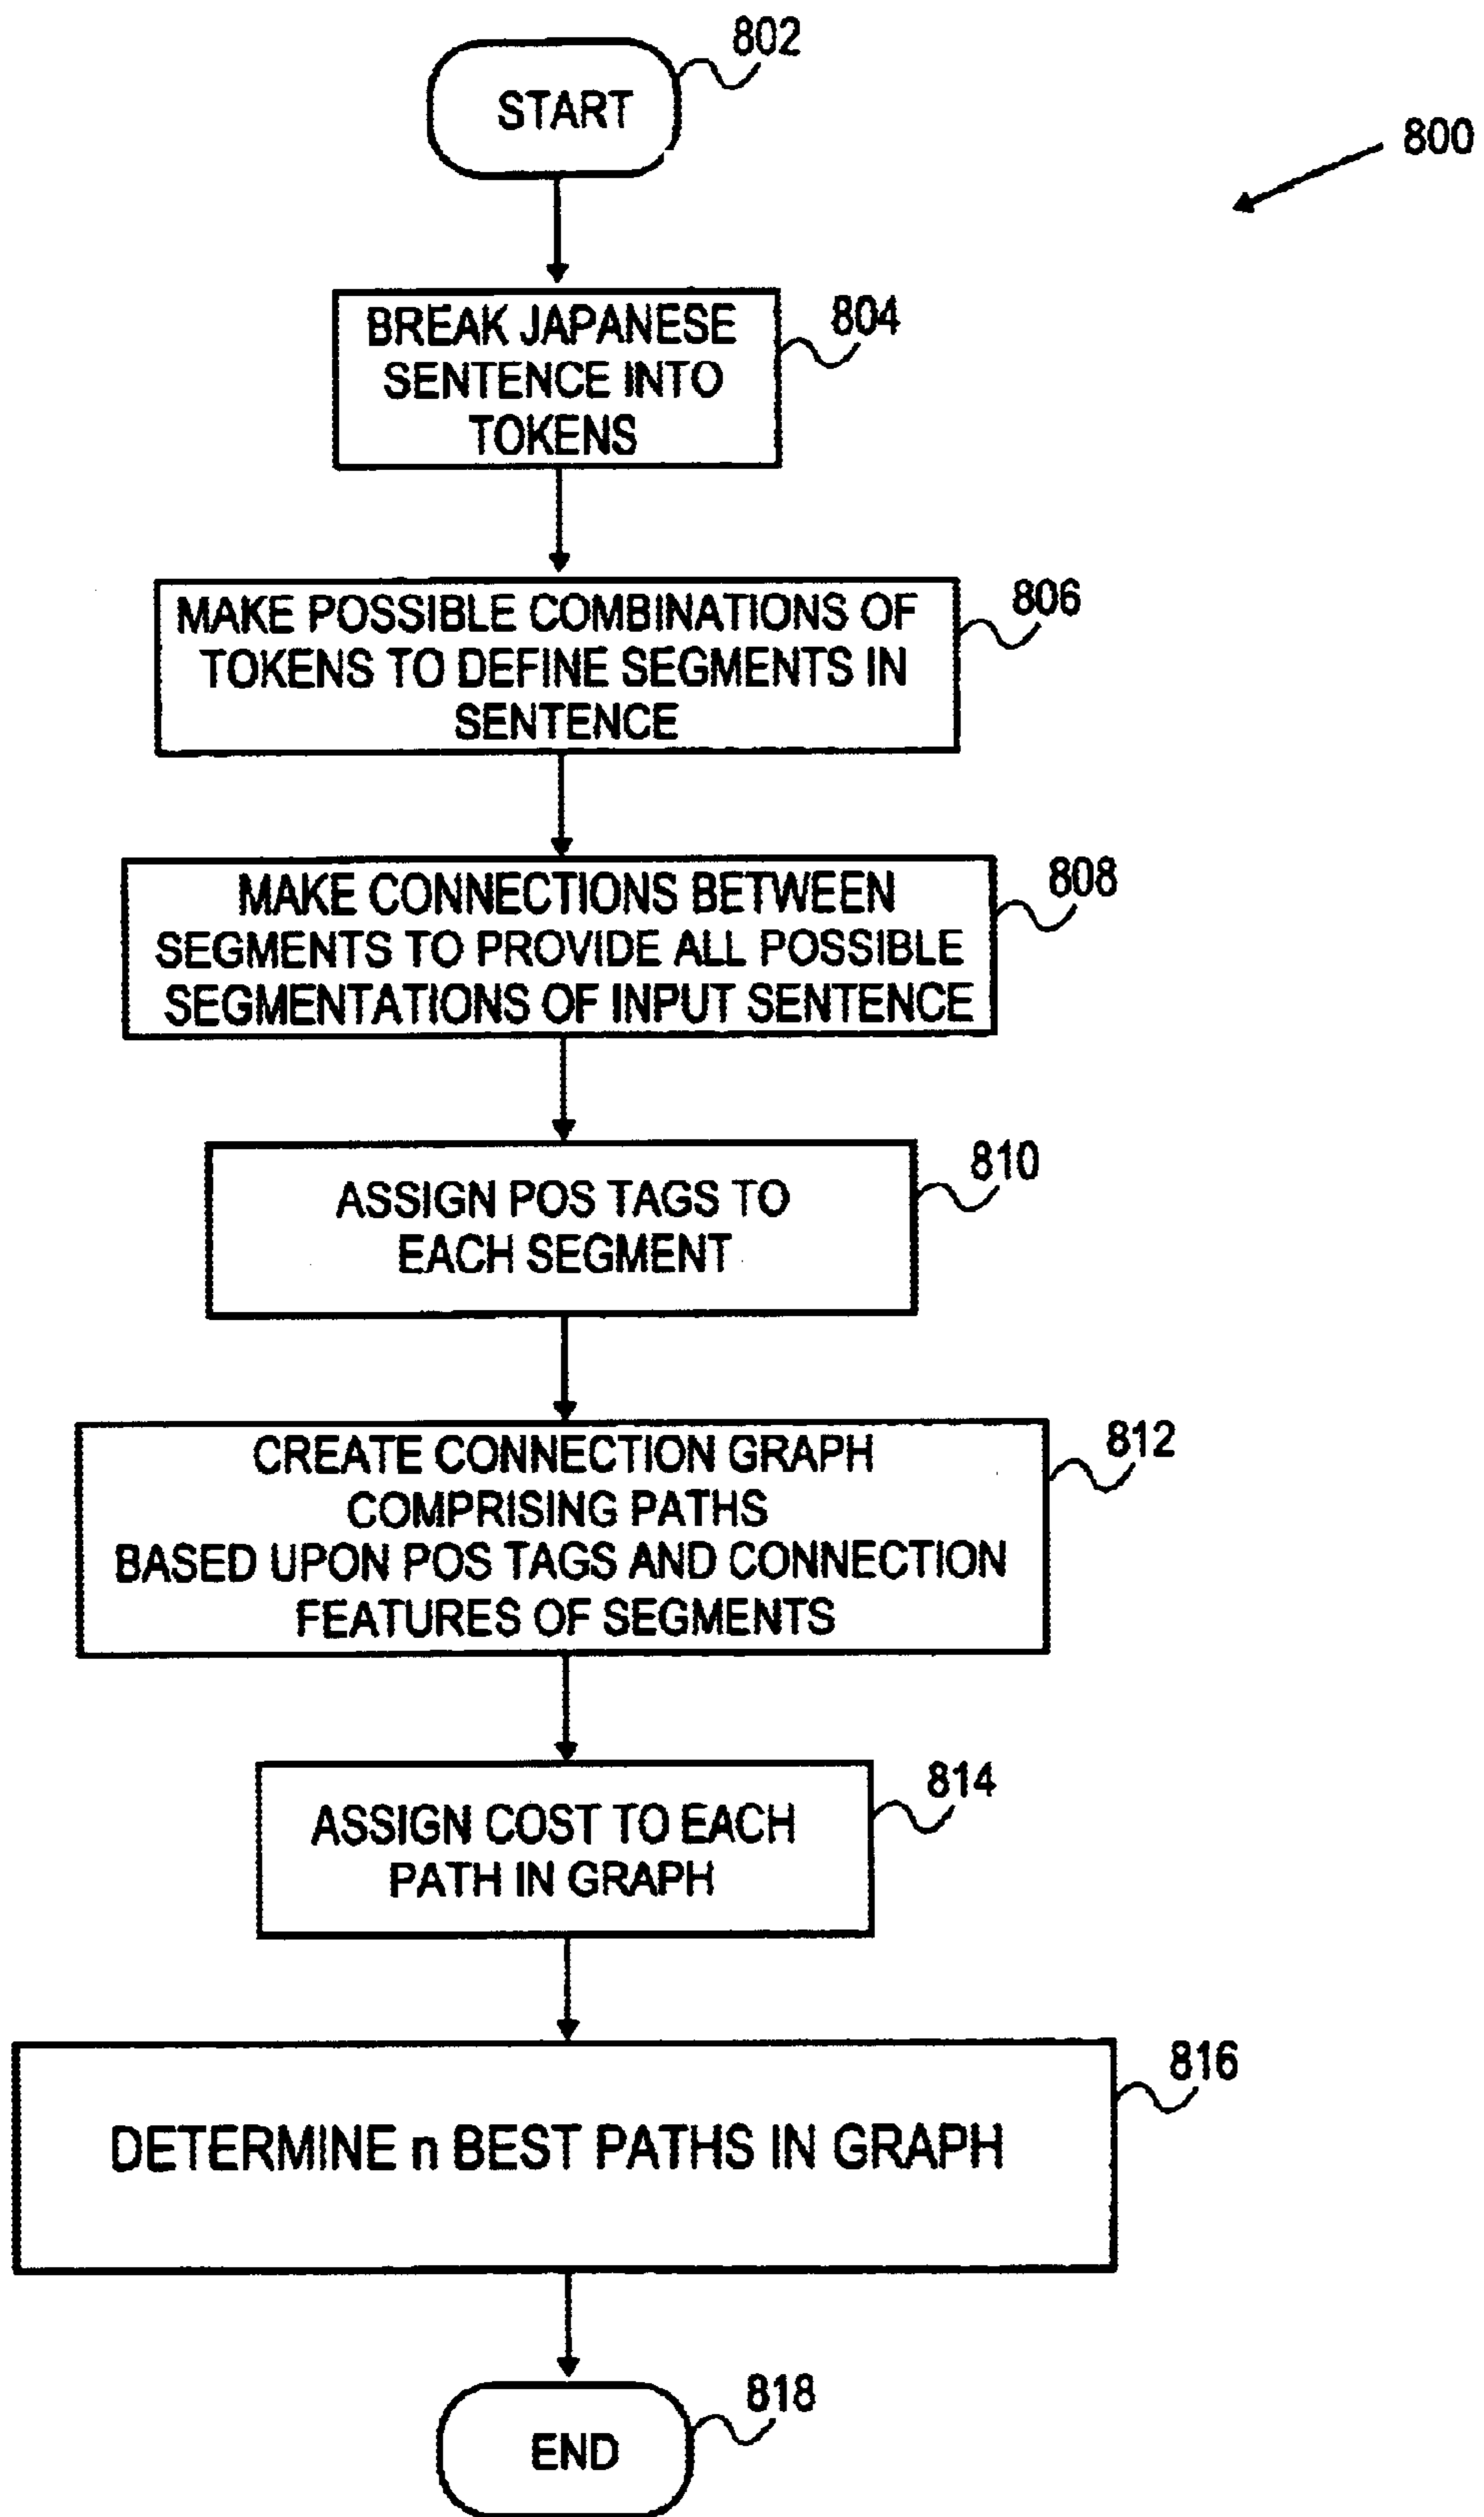 802
START
800
BREAK JAPANESE
SENTENCE INTO
TOKENS
804
MAKE POSSIBLE COMBINATIONS OF
TOKENS TO DEFINE SEGMENTS IN
SENTENCE
806
MAKE CONNECTIONS BETWEEN
SEGMENTS TO PROVIDE ALL POSSIBLE
SEGMENTATIONS OF INPUT SENTENCE
808
ASSIGN POS TAGS TO
EACH SEGMENT
810
CREATE CONNECTION GRAPH
COMPRISING PATHS
BASED UPON POS TAGS AND CONNECTION
FEATURES OF SEGMENTS
812
ASSIGN COST TO EACH
PATH IN GRAPH
814
DETERMINE n BEST PATHS IN GRAPH
816
END
818